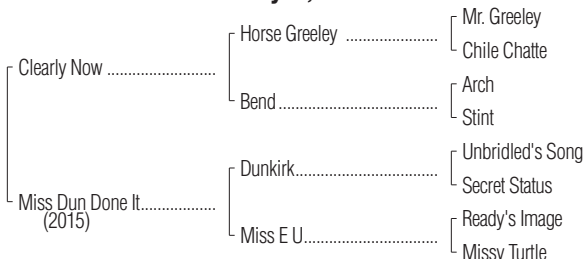 Mr. Greeley
Horse Greeley ..................
Chile Chatte
Clearly Now .........................
Arch
Bend.....................................
Stint
Unbridled's Song
Dunkirk.................................
Secret Status
Miss Dun Done It.................
(2015)
Ready's Image
Miss E U...............................
Missy Turtle